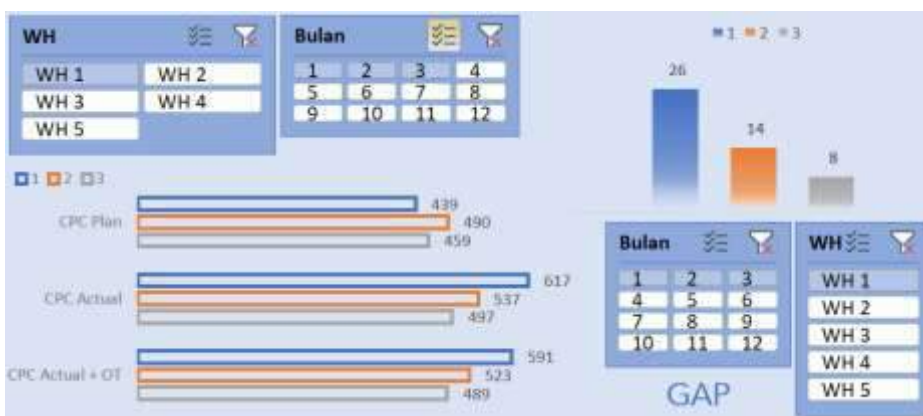 WH
WH 1 WH 2
WH 3 WH 4
WH 5
Bulan
1 2 3 4
5 6 7 8
9 10 11 12
1 2 3
26
14
8
1 2 3
CPC Plan
439
490
459
CPC Actual
617
537
497
CPC Actual + OT
591
523
489
Bulan
1 2 3
4 5 6
7 8 9
10 11 12
GAP
WH
WH 1
WH 2
WH 3
WH 4
WH 5